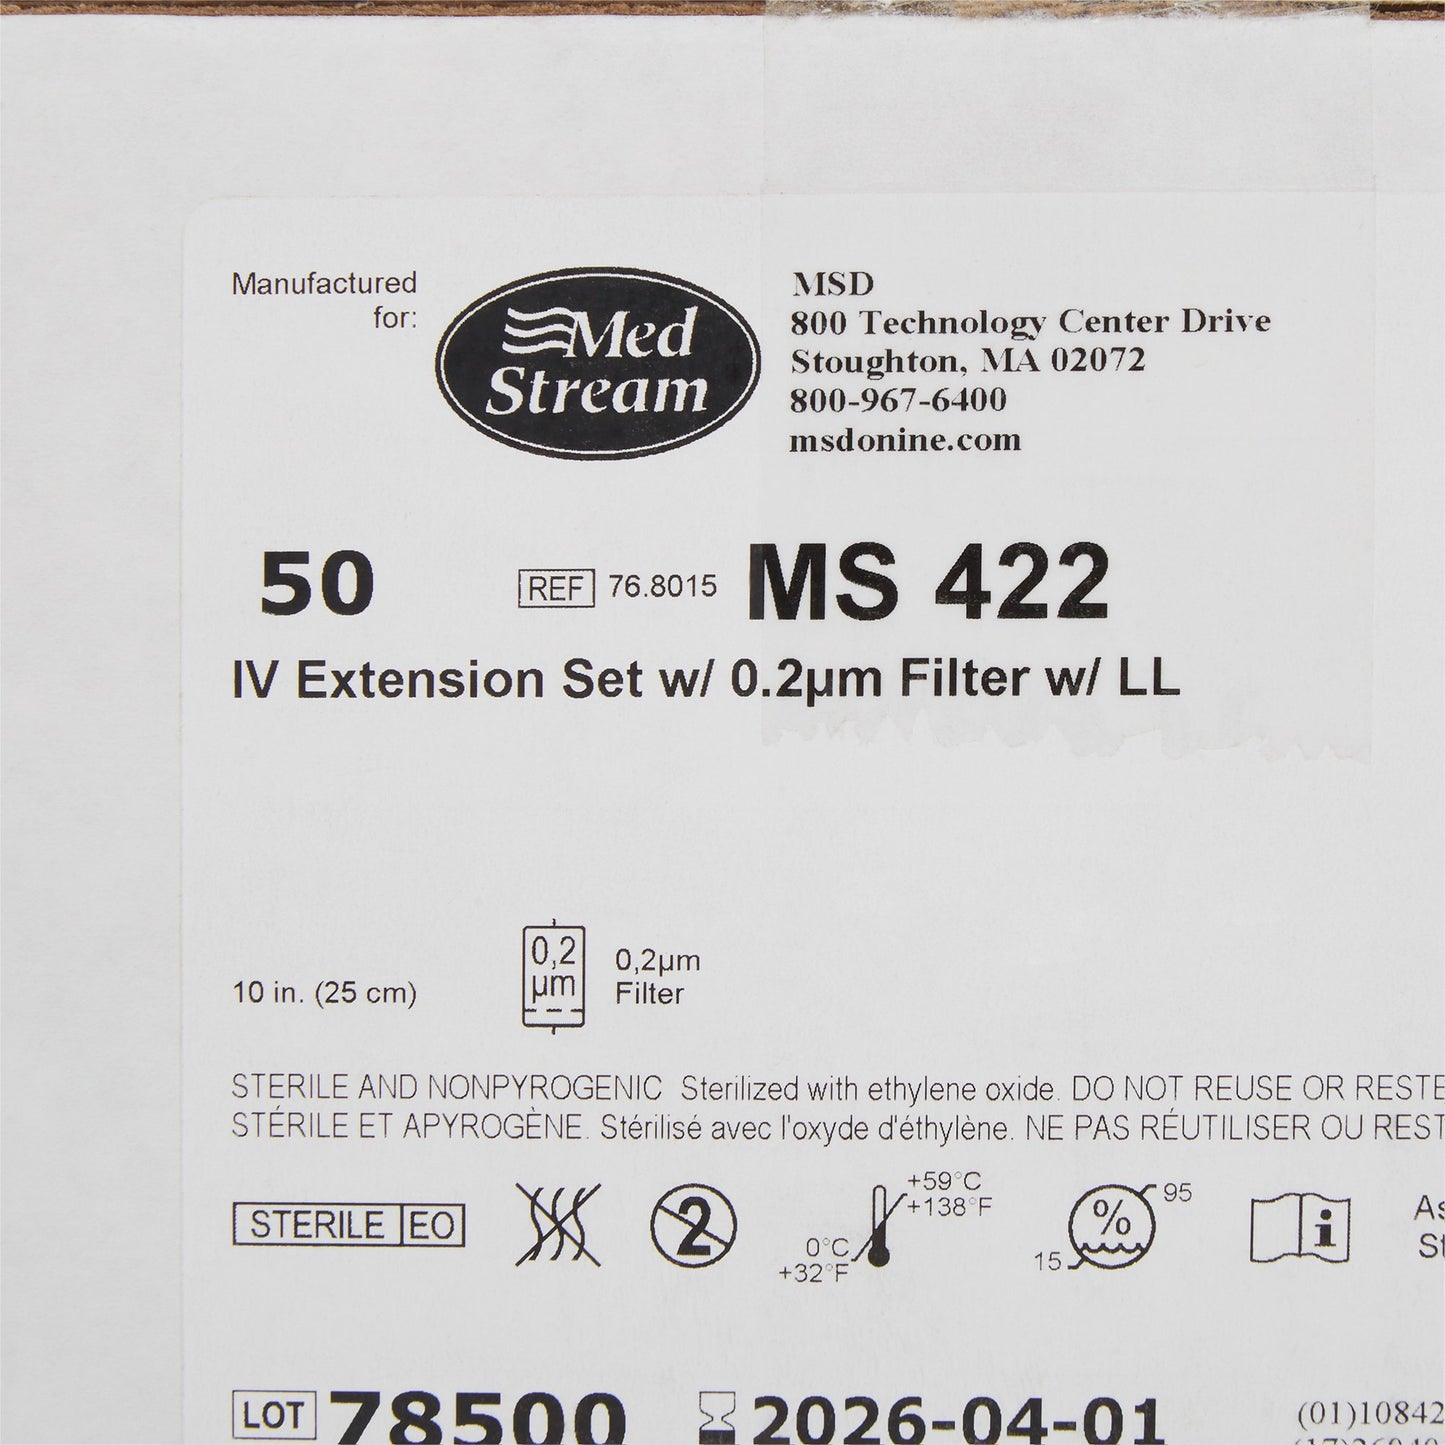 Manufactured
for:
Med
Stream
MSD
800 Technology Center Drive
Stoughton, MA 02072
800-967-6400
msdonine.com
50
REF 76.8015 MS 422
IV Extension Set w/ 0.2µm Filter w/ LL
10 in. (25 cm)
0,2
µm
0,2µm
Filter
STERILE AND NONPYROGENIC Sterilized with ethylene oxide. DO NOT REUSE OR RESTE
STÉRILE ET APYROGÈNE. Stérilisé avec l'oxyde d'éthylène. NE PAS RÉUTILISER OU REST
STERILE EO
2
+59°C
+138°F
0°C
+32°F
%
95
15
i
As
St
LOT 78500
2026-04-01
(01)10842